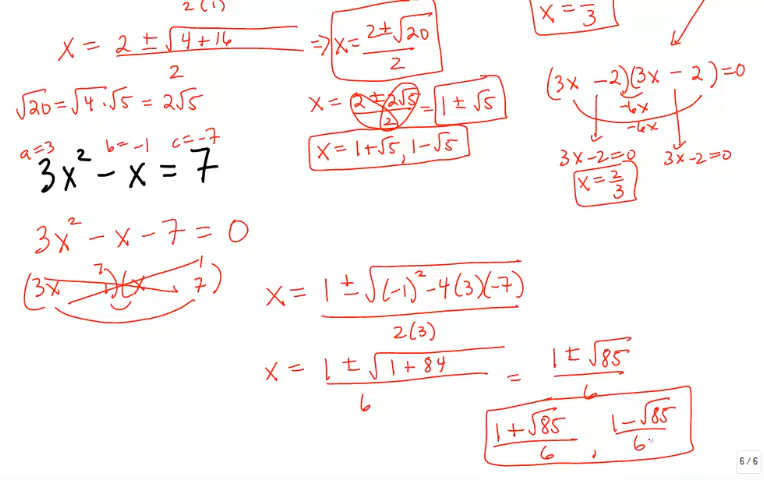 2(1)
x = 2 ± √4+16 / 2 => x = 2 ± √20 / 2
√20 = √4 · √5 = 2√5
x = 2 ± 2√5 / 2 = 1 ± √5
x = 1+√5, 1-√5
a=3 b=-1 c=-7
3x² - x = 7
3x² - x - 7 = 0
(3x 7)(x 1 7)
x = 1 ± √(-1)² - 4(3)(-7) / 2(3)
x = 1 ± √1 + 84 / 6 = 1 ± √85 / 6
1+√85 / 6 , 1-√85 / 6
x = /3
(3x - 2)(3x - 2) = 0
-6x
-6x
3x-2=0 3x-2=0
x = 2/3
6/6